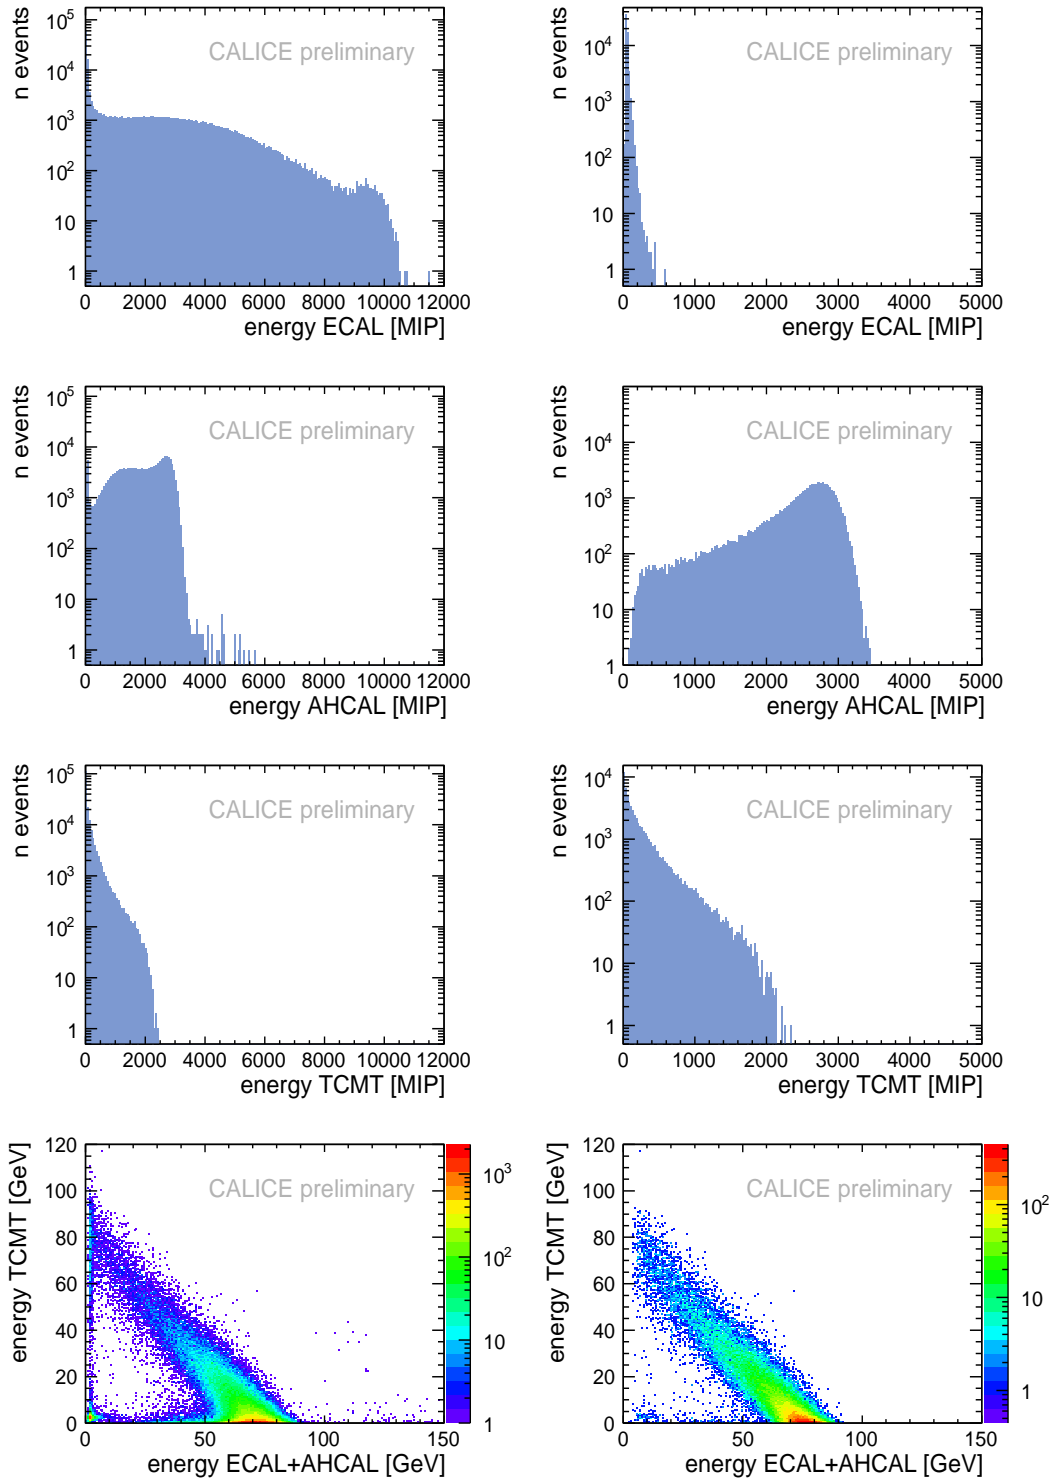 n events
CALICE preliminary
10^5
10^4
10^3
10^2
10
1
0 2000 4000 6000 8000 10000 12000
energy ECAL [MIP]
n events
CALICE preliminary
10^4
10^3
10^2
10
1
0 1000 2000 3000 4000 5000
energy ECAL [MIP]
n events
CALICE preliminary
10^5
10^4
10^3
10^2
10
1
0 2000 4000 6000 8000 10000 12000
energy AHCAL [MIP]
n events
CALICE preliminary
10^4
10^3
10^2
10
1
0 1000 2000 3000 4000 5000
energy AHCAL [MIP]
n events
CALICE preliminary
10^5
10^4
10^3
10^2
10
1
0 2000 4000 6000 8000 10000 12000
energy TCMT [MIP]
n events
CALICE preliminary
10^4
10^3
10^2
10
1
0 1000 2000 3000 4000 5000
energy TCMT [MIP]
energy TCMT [GeV]
CALICE preliminary
120
100
80
60
40
20
0
0 50 100 150
energy ECAL+AHCAL [GeV]
10^3
10^2
10
1
energy TCMT [GeV]
CALICE preliminary
120
100
80
60
40
20
0
0 50 100 150
energy ECAL+AHCAL [GeV]
10^2
10
1